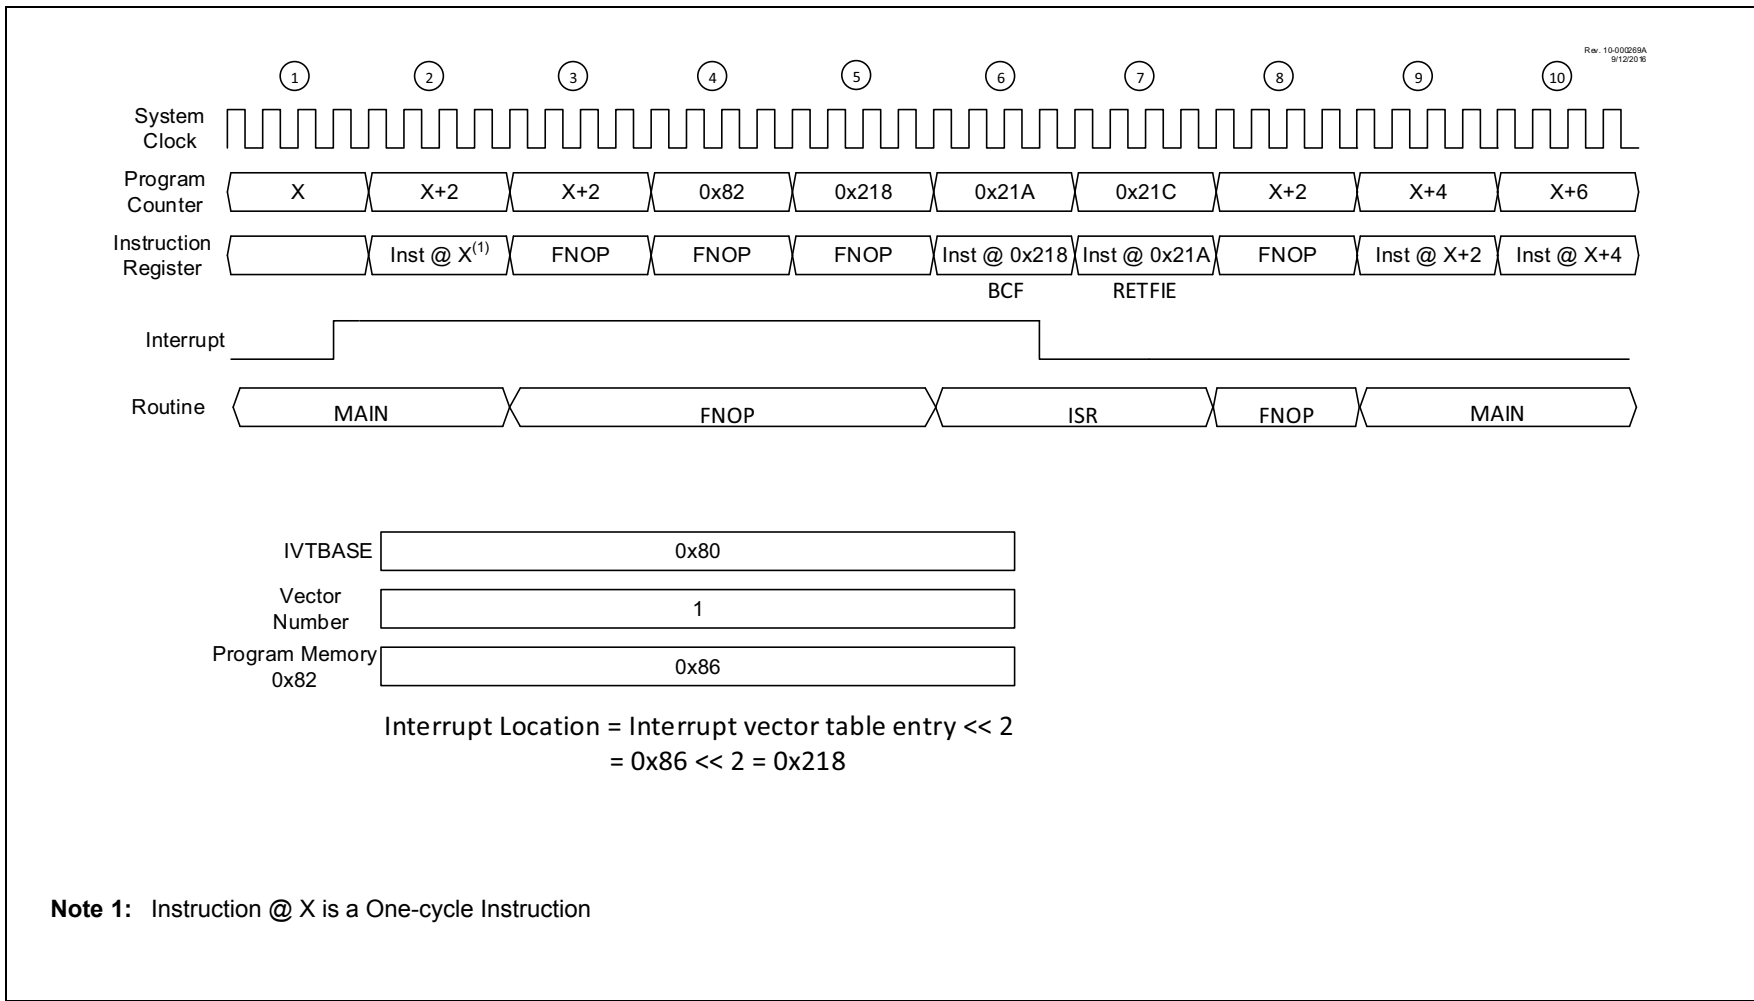 Rev. 10-000269A
9/12/2016
1 2 3 4 5 6 7 8 9 10
System
Clock
Program
Counter
X X+2 X+2 0x82 0x218 0x21A 0x21C X+2 X+4 X+6
Instruction
Register
Inst @ X(1) FNOP FNOP FNOP Inst @ 0x218 Inst @ 0x21A FNOP Inst @ X+2 Inst @ X+4
BCF RETFIE
Interrupt
Routine MAIN FNOP ISR FNOP MAIN
IVTBASE 0x80
Vector
Number
1
Program Memory
0x82
0x86
Interrupt Location = Interrupt vector table entry << 2
= 0x86 << 2 = 0x218
Note 1: Instruction @ X is a One-cycle Instruction